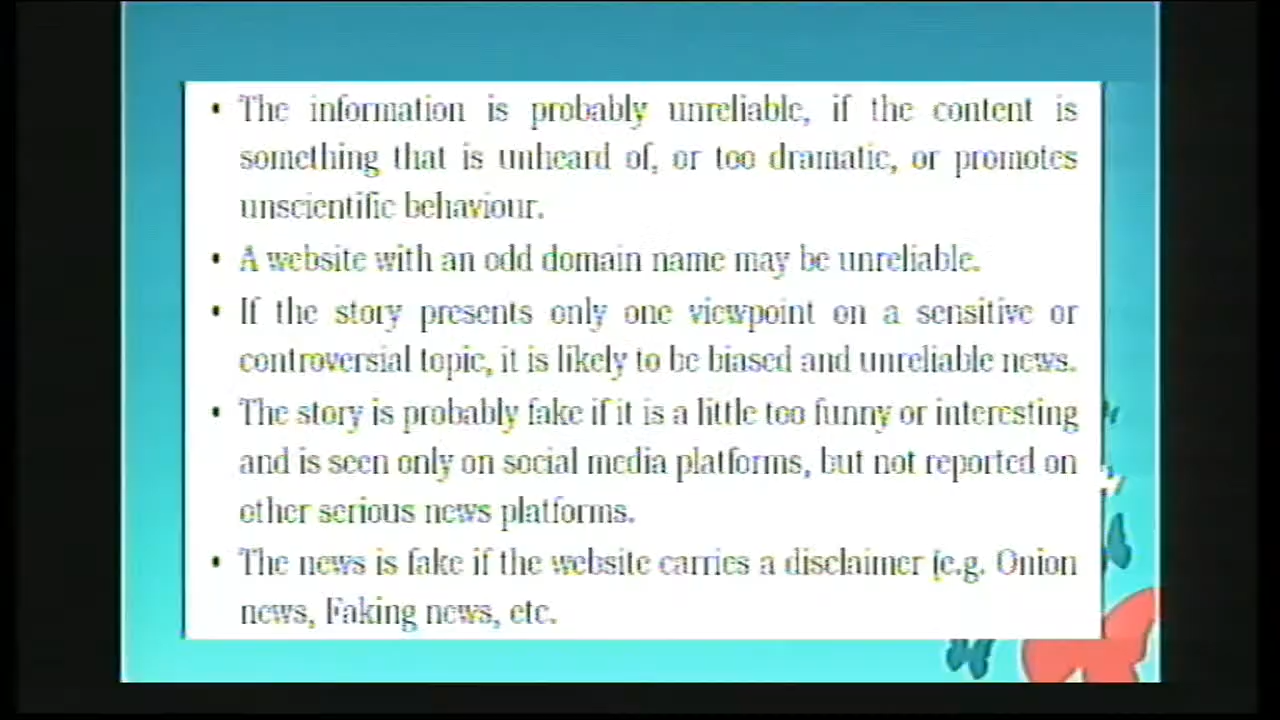 • The information is probably unreliable, if the content is
something that is unheard of, or too dramatic, or promotes
unscientific behaviour.
• A website with an odd domain name may be unreliable.
• If the story presents only one viewpoint on a sensitive or
controversial topic, it is likely to be biased and unreliable news.
• The story is probably fake if it is a little too funny or interesting
and is seen only on social media platforms, but not reported on
other serious news platforms.
• The news is fake if the website carries a disclaimer (e.g. Onion
news, Faking news, etc.